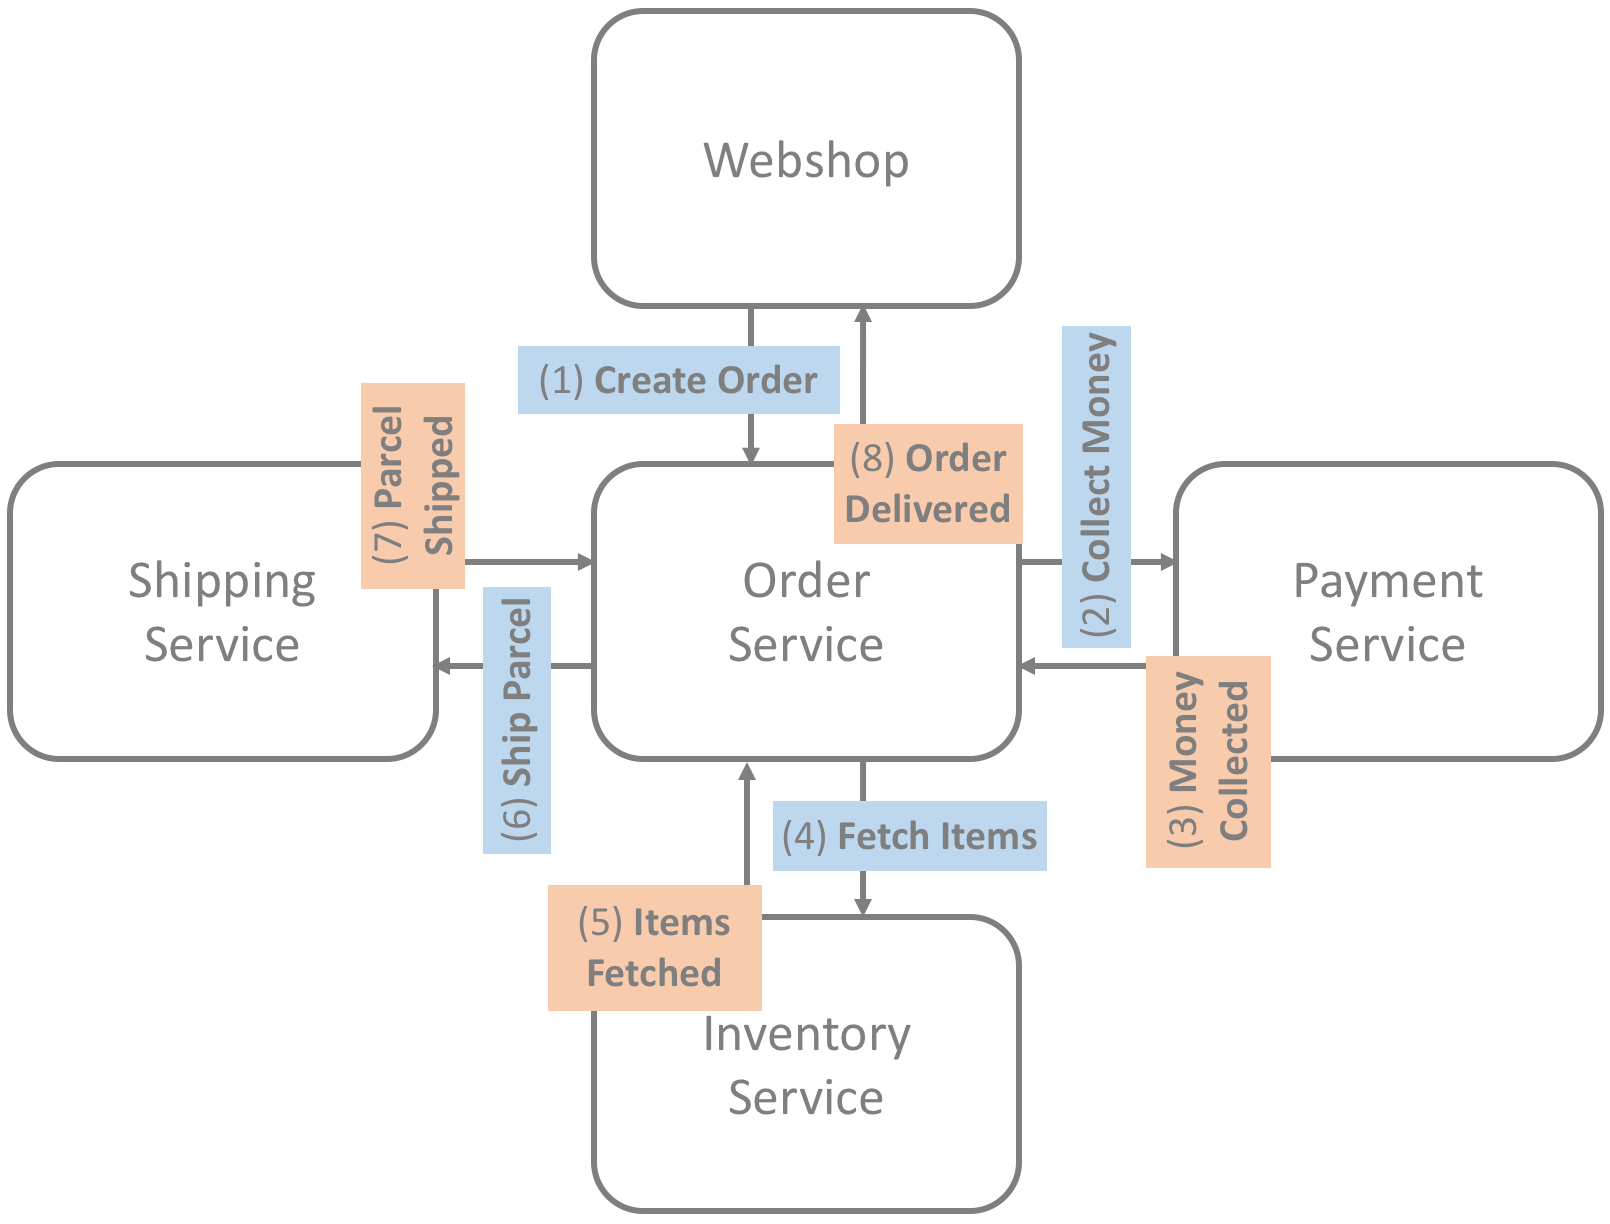 Webshop
(1) Create Order
(8) Order
Delivered
(2) Collect Money
(7) Parcel
Shipped
Shipping
Service
Order
Service
Payment
Service
(6) Ship Parcel
(3) Money
Collected
(4) Fetch Items
(5) Items
Fetched
Inventory
Service